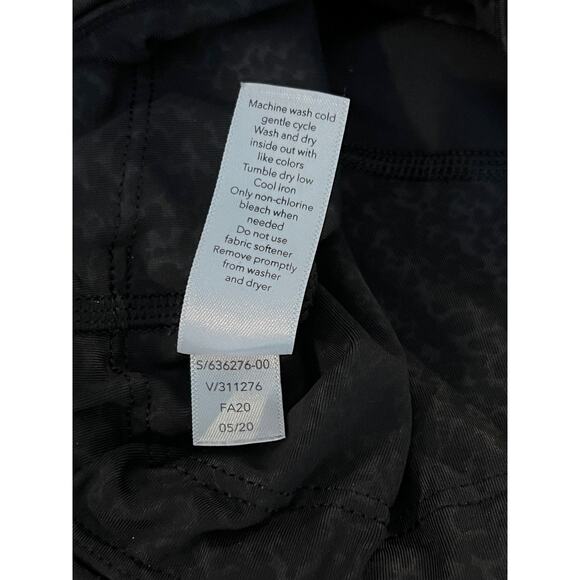 Machine wash cold
gentle cycle
Wash and dry
inside out with
like colors
Tumble dry low
Cool iron
Only non-chlorine
bleach when
needed
Do not use
fabric softener
Remove promptly
from washer
and dryer
S/636276-00
V/311276
FA20
05/20